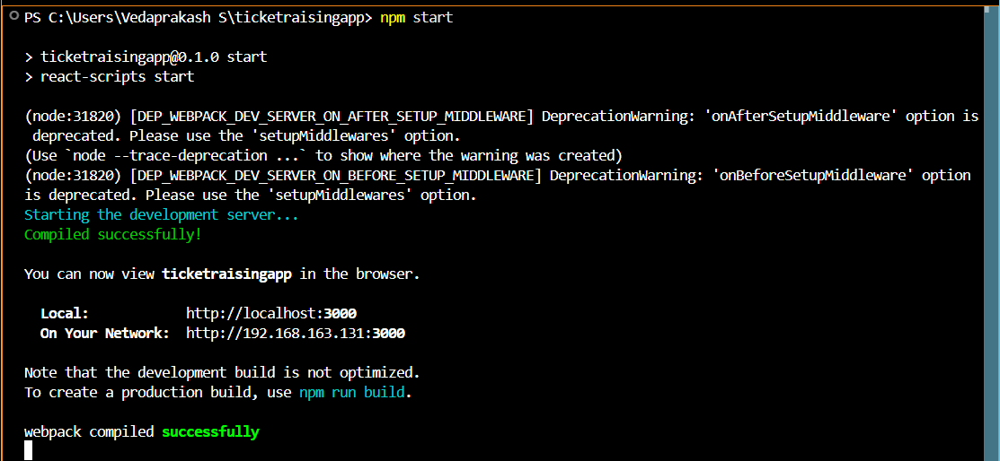 PS C:\Users\Vedaprakash S\ticketraisingapp> npm start
> ticketraisingapp@0.1.0 start
> react-scripts start
(node:31820) [DEP_WEBPACK_DEV_SERVER_ON_AFTER_SETUP_MIDDLEWARE] DeprecationWarning: 'onAfterSetupMiddleware' option is
deprecated. Please use the 'setupMiddlewares' option.
(Use `node --trace-deprecation ...` to show where the warning was created)
(node:31820) [DEP_WEBPACK_DEV_SERVER_ON_BEFORE_SETUP_MIDDLEWARE] DeprecationWarning: 'onBeforeSetupMiddleware' option
is deprecated. Please use the 'setupMiddlewares' option.
Starting the development server...
Compiled successfully!
You can now view ticketraisingapp in the browser.
Local: http://localhost:3000
On Your Network: http://192.168.163.131:3000
Note that the development build is not optimized.
To create a production build, use npm run build.
webpack compiled successfully